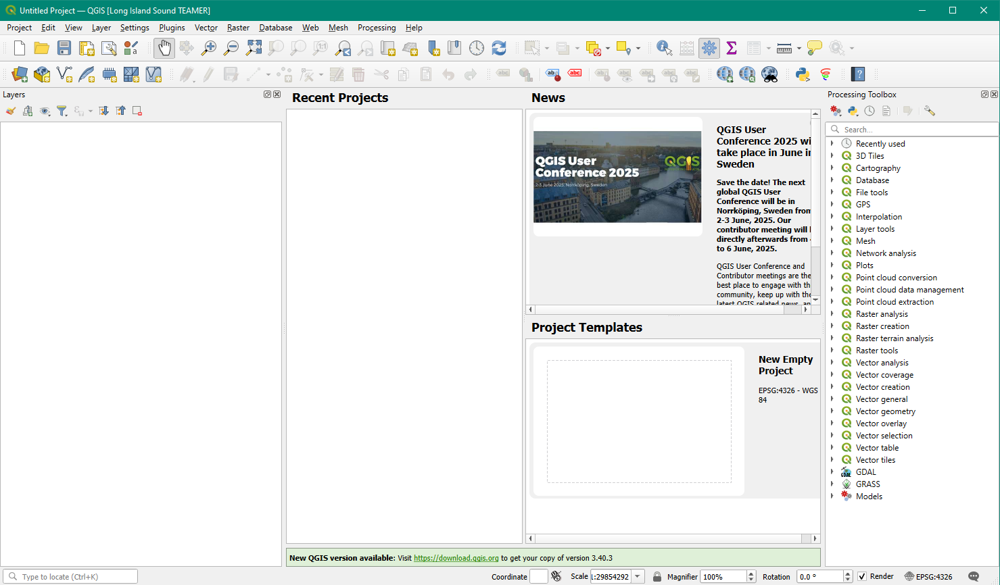 Untitled Project — QGIS [Long Island Sound TEAMER]
Project Edit View Layer Settings Plugins Vector Raster Database Web Mesh Processing Help
Layers
Recent Projects
News
QGIS User
Conference 2025
2-3 June 2025, Norrköping, Sweden
QGIS
QGIS User
Conference 2025 wi
take place in June in
Sweden
Save the date! The next
global QGIS User
Conference will be in
Norrköping, Sweden from
2-3 June, 2025. Our
contributor meeting will
directly afterwards from
to 6 June, 2025.
QGIS User Conference and
Contributor meetings are the
best place to engage with th
community, keep up with the
latest QGIS related news, an
Project Templates
New Empty
Project
EPSG:4326 - WGS
84
New QGIS version available: Visit https://download.qgis.org to get your copy of version 3.40.3
Processing Toolbox
Search...
Recently used
3D Tiles
Cartography
Database
File tools
GPS
Interpolation
Layer tools
Mesh
Network analysis
Plots
Point cloud conversion
Point cloud data management
Point cloud extraction
Raster analysis
Raster creation
Raster terrain analysis
Raster tools
Vector analysis
Vector coverage
Vector creation
Vector general
Vector geometry
Vector overlay
Vector selection
Vector table
Vector tiles
GDAL
GRASS
Models
Type to locate (Ctrl+K)
Coordinate Scale 1:29854292 Magnifier 100% Rotation 0.0 ° Render EPSG:4326